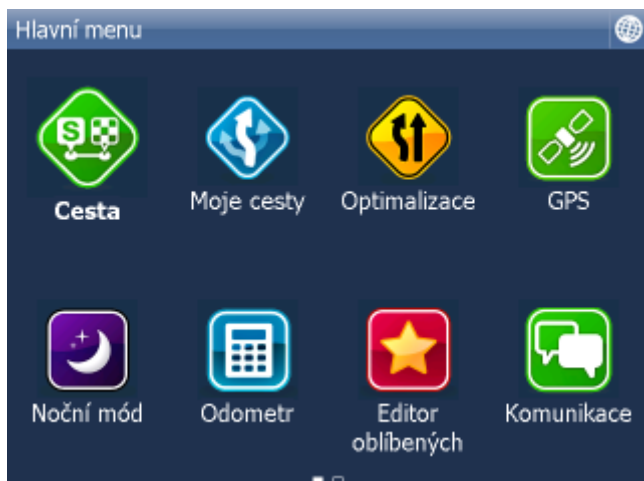 Hlavní menu
S
Cesta
Moje cesty
Optimalizace
GPS
Noční mód
Odometr
Editor
oblíbených
Komunikace